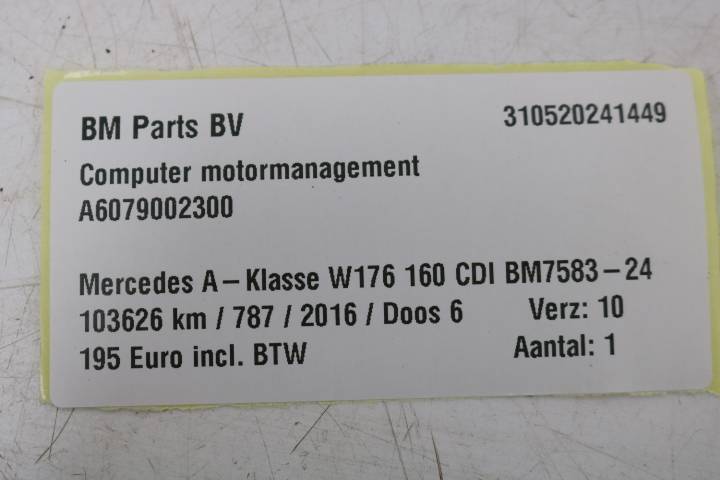 BM Parts BV 310520241449
Computer motormanagement
A6079002300
Mercedes A-Klasse W176 160 CDI BM7583-24
103626 km / 787 / 2016 / Doos 6 Verz: 10
195 Euro incl. BTW Aantal: 1